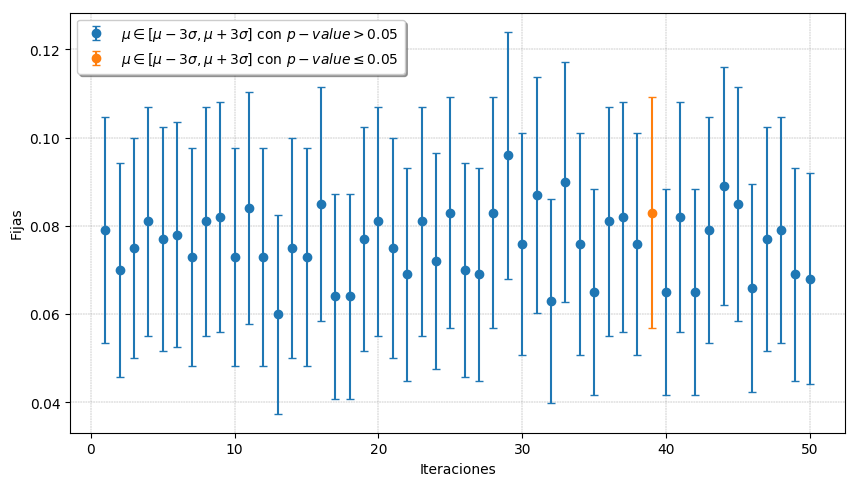 μ ∈ [μ − 3σ, μ + 3σ] con p − value > 0.05
μ ∈ [μ − 3σ, μ + 3σ] con p − value ≤ 0.05
0.12
0.10
0.08
0.06
0.04
Fijas
0 10 20 30 40 50
Iteraciones